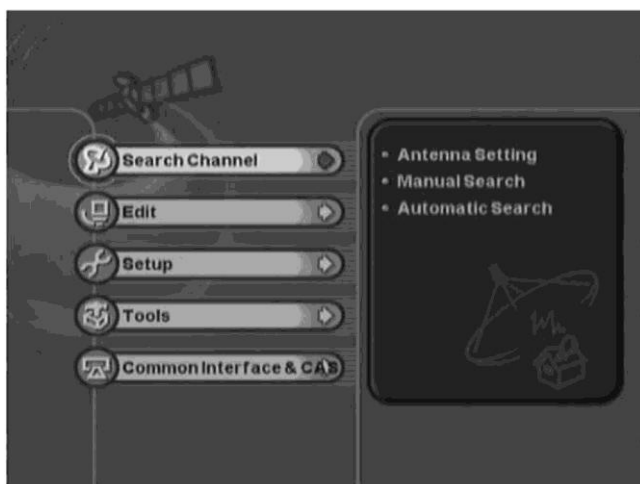 Search Channel
Edit
Setup
Tools
Common Interface & CAS
Antenna Setting
Manual Search
Automatic Search